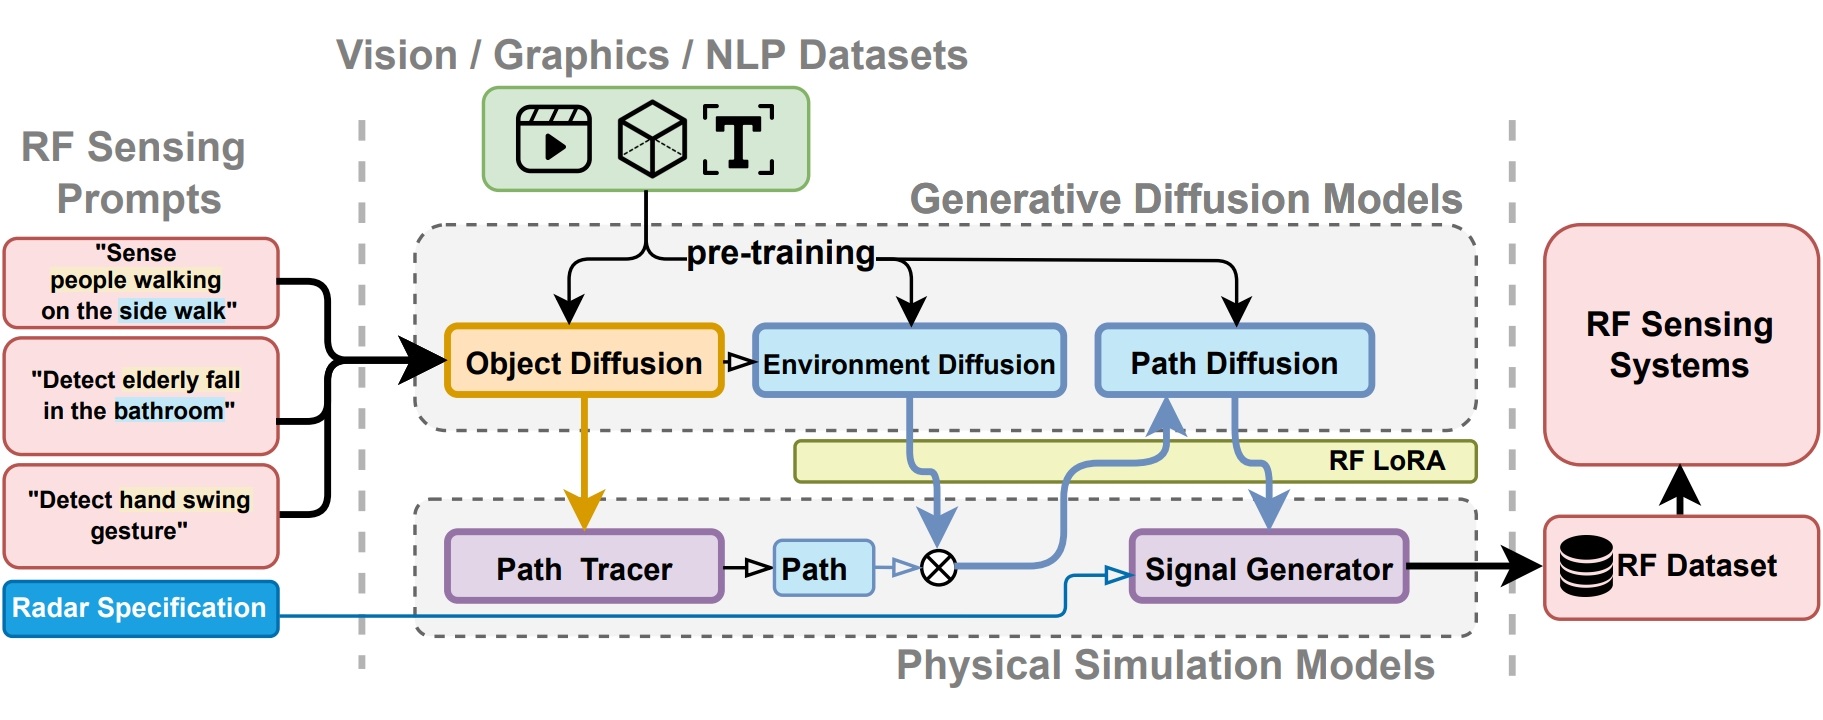 Vision / Graphics / NLP Datasets
RF Sensing
Prompts
"Sense
people walking
on the side walk"
"Detect elderly fall
in the bathroom"
"Detect hand swing
gesture"
Radar Specification
Generative Diffusion Models
pre-training
Object Diffusion
Environment Diffusion
Path Diffusion
RF LoRA
Path Tracer
Path
Signal Generator
Physical Simulation Models
RF Sensing
Systems
RF Dataset